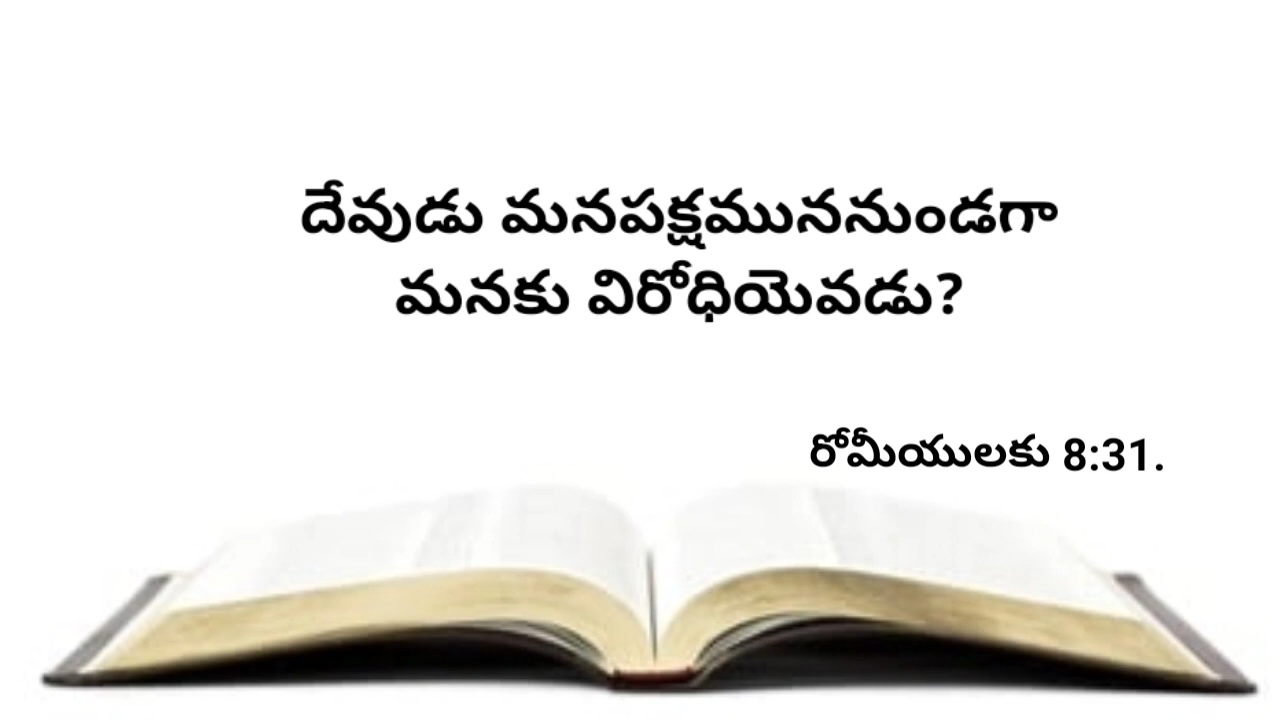 దేవుడు మనపక్షముననుండగా
మనకు విరోధియెవడు?
రోమీయులకు 8:31.